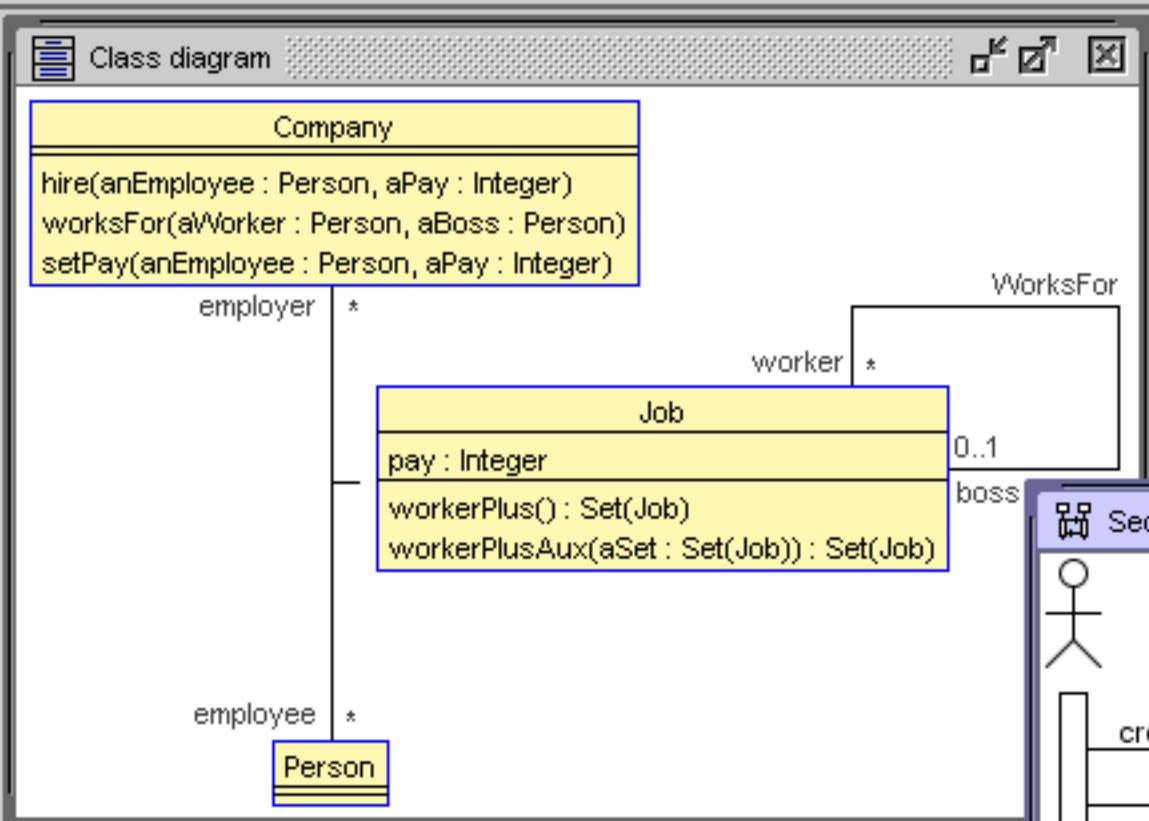 Class diagram
Company
hire(anEmployee : Person, aPay : Integer)
worksFor(aWorker : Person, aBoss : Person)
setPay(anEmployee : Person, aPay : Integer)
employer *
WorksFor
worker *
Job
pay : Integer
0..1
workerPlus() : Set(Job)
boss
workerPlusAux(aSet : Set(Job)) : Set(Job)
employee *
Person